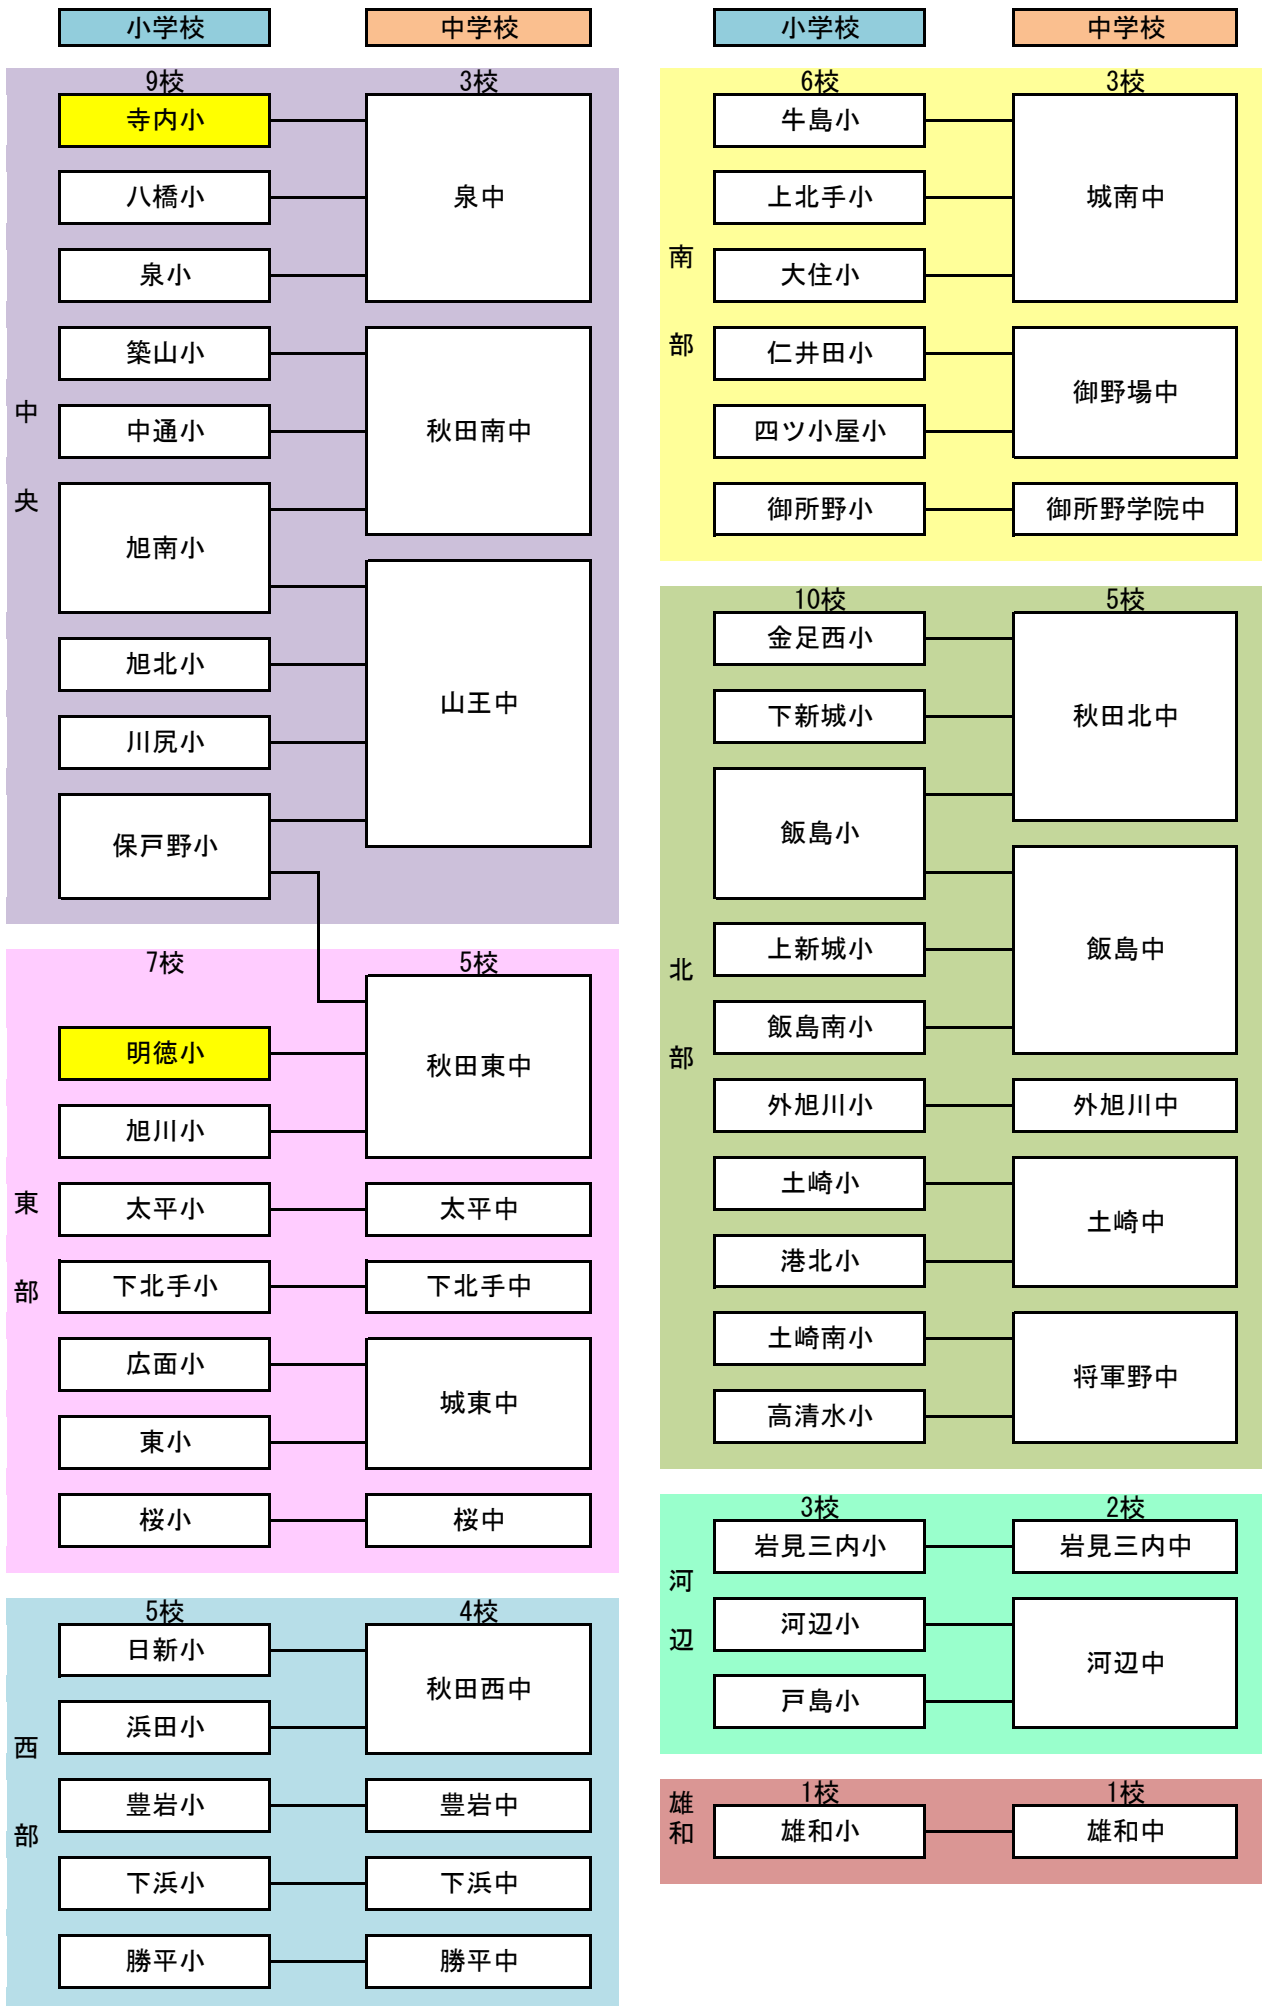 小学校
中学校
9校
3校
中央
寺内小
八橋小
泉小
泉中
築山小
中通小
秋田南中
旭南小
旭北小
川尻小
保戸野小
山王中
7校
5校
東部
明徳小
旭川小
秋田東中
太平小
太平中
下北手小
下北手中
広面小
東小
城東中
桜小
桜中
5校
4校
西部
日新小
浜田小
秋田西中
豊岩小
豊岩中
下浜小
下浜中
勝平小
勝平中
小学校
中学校
6校
3校
南部
牛島小
上北手小
大住小
城南中
仁井田小
四ツ小屋小
御野場中
御所野小
御所野学院中
10校
5校
北部
金足西小
下新城小
秋田北中
飯島小
上新城小
飯島南小
飯島中
外旭川小
外旭川中
土崎小
港北小
土崎中
土崎南小
高清水小
将軍野中
3校
2校
河辺
岩見三内小
岩見三内中
河辺小
戸島小
河辺中
1校
1校
雄和
雄和小
雄和中